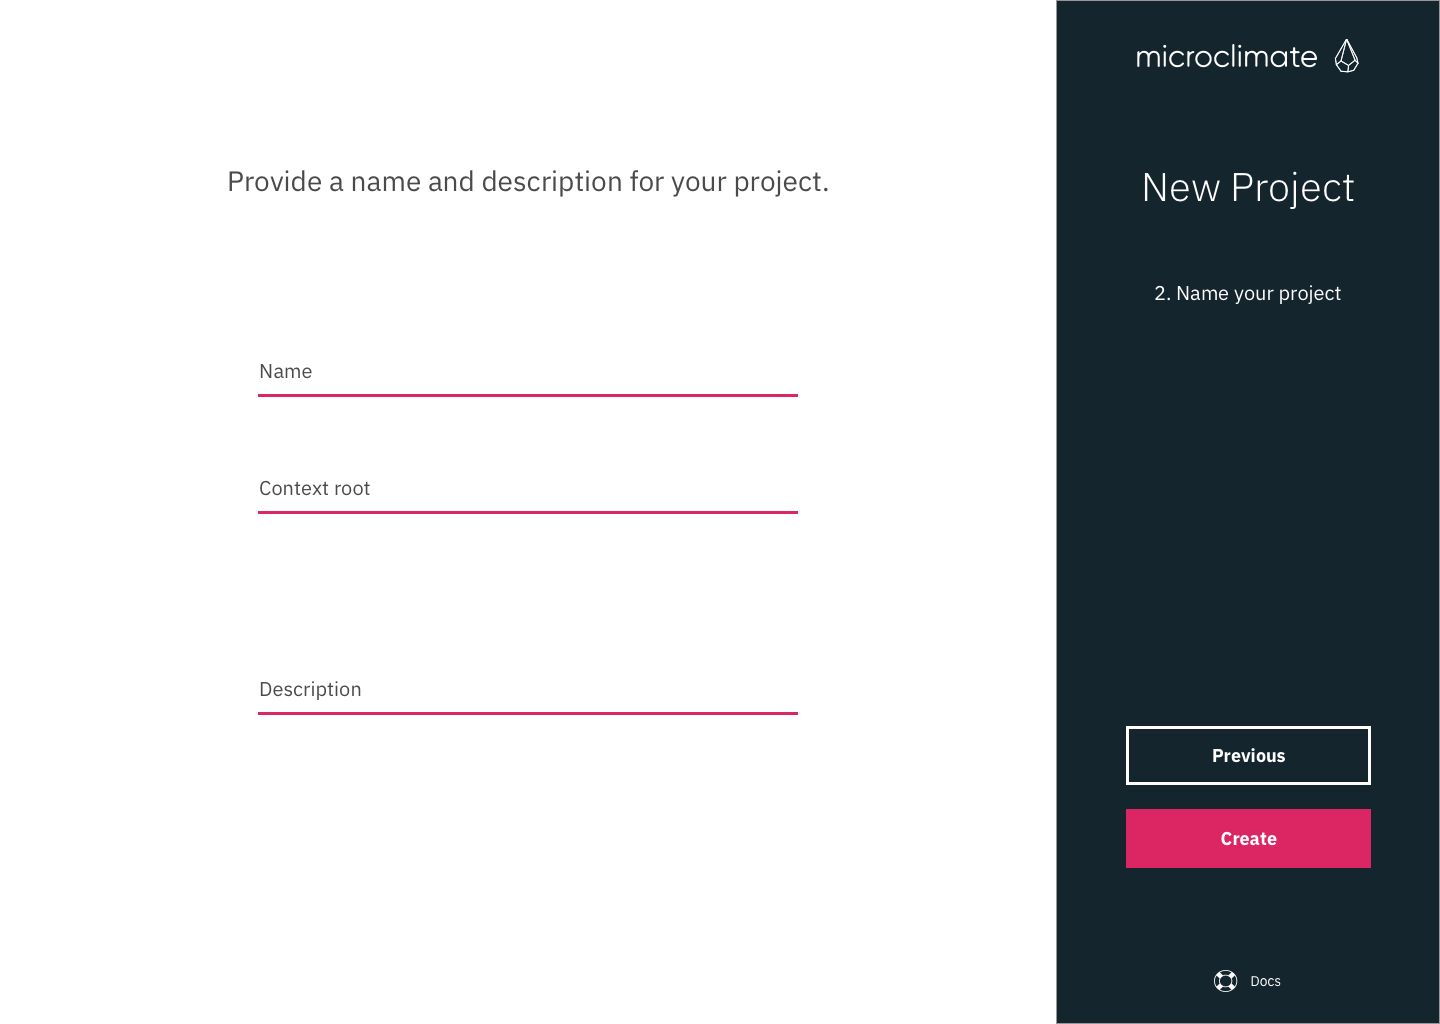 Provide a name and description for your project.
Name
Context root
Description
microclimate
New Project
2. Name your project
Previous
Create
Docs